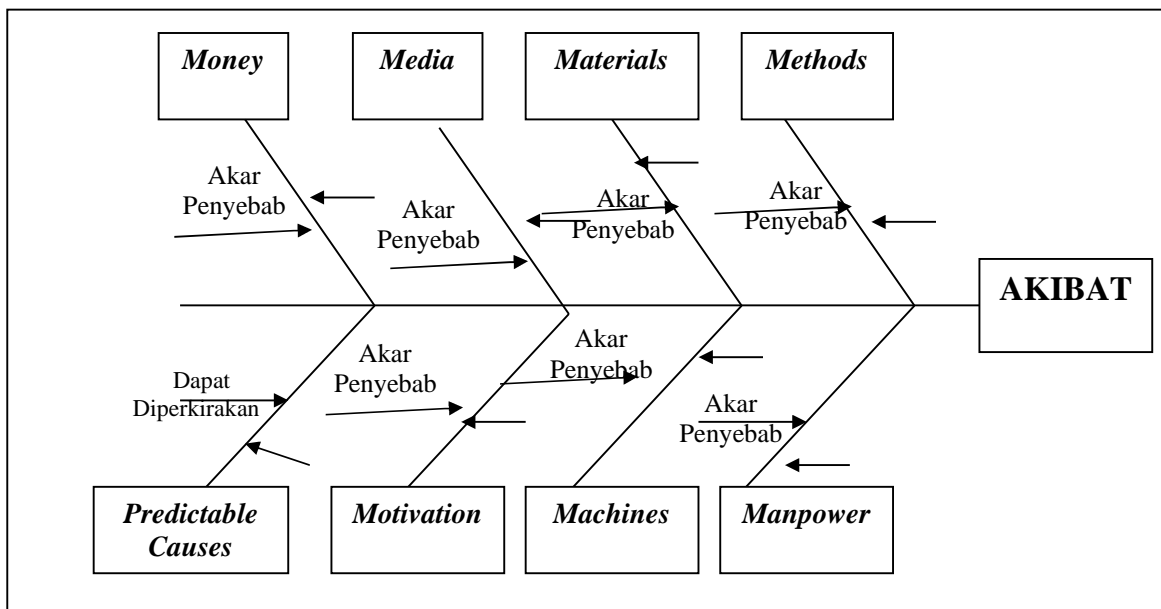 Money
Media
Materials
Methods
Akar
Penyebab
Akar
Penyebab
Akar
Penyebab
Akar
Penyebab
AKIBAT
Dapat
Diperkirakan
Akar
Penyebab
Akar
Penyebab
Akar
Penyebab
Predictable
Causes
Motivation
Machines
Manpower